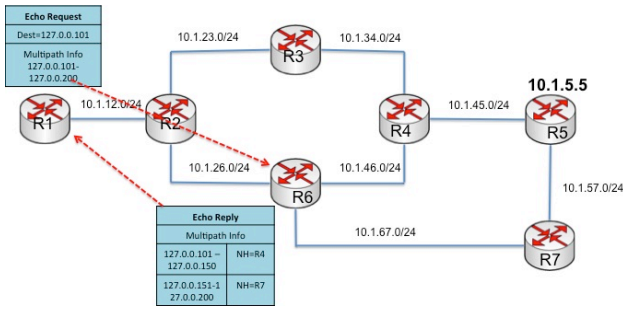 Echo Request
Dest=127.0.0.101
Multipath Info
127.0.0.101-
127.0.0.200
10.1.23.0/24
R3
10.1.34.0/24
10.1.5.5
R1
10.1.12.0/24
R2
R4
10.1.45.0/24
R5
10.1.26.0/24
R6
10.1.46.0/24
10.1.57.0/24
Echo Reply
Multipath Info
127.0.0.101 –
127.0.0.150
NH=R4
127.0.0.151-1
27.0.0.200
NH=R7
10.1.67.0/24
R7